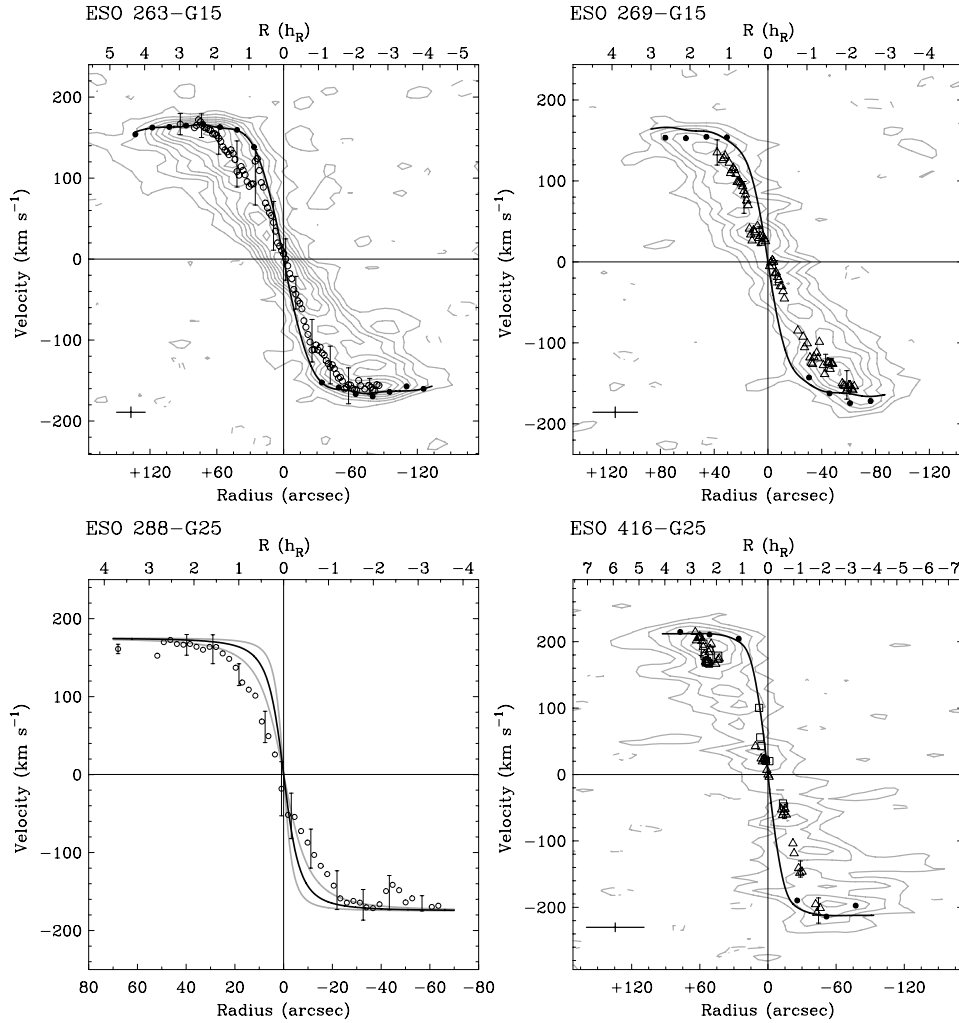 ESO 263−G15
R (hR)
5 4 3 2 1 0 −1 −2 −3 −4 −5
Velocity (km s−1)
200
100
0
−100
−200
+120 +60 0 −60 −120
Radius (arcsec)
ESO 269−G15
R (hR)
3 2 1 0 −1 −2 −3
Velocity (km s−1)
200
100
0
−100
−200
+120 +80 +40 0 −40 −80 −120
Radius (arcsec)
ESO 288−G25
R (hR)
4 3 2 1 0 −1 −2 −3 −4
Velocity (km s−1)
200
100
0
−100
−200
80 60 40 20 0 −20 −40 −60 −80
Radius (arcsec)
ESO 416−G25
R (hR)
7 6 5 4 3 2 1 0 −1 −2 −3 −4 −5 −6 −7
Velocity (km s−1)
200
100
0
−100
−200
+120 +60 0 −60 −120
Radius (arcsec)